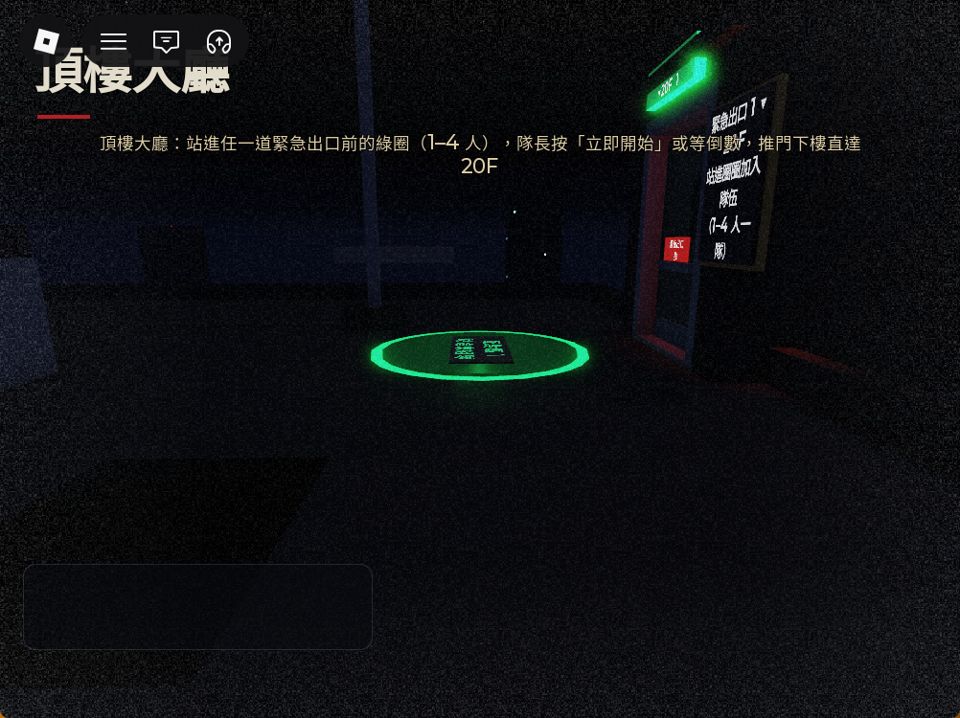 頂樓大廳
頂樓大廳：站進任一道緊急出口前的綠圈（1–4 人），隊長按「立即開始」或等倒數，推門下樓直達
20F
20F
緊急出口 1
站進圈圈加入
隊伍
(1–4 人一
隊)